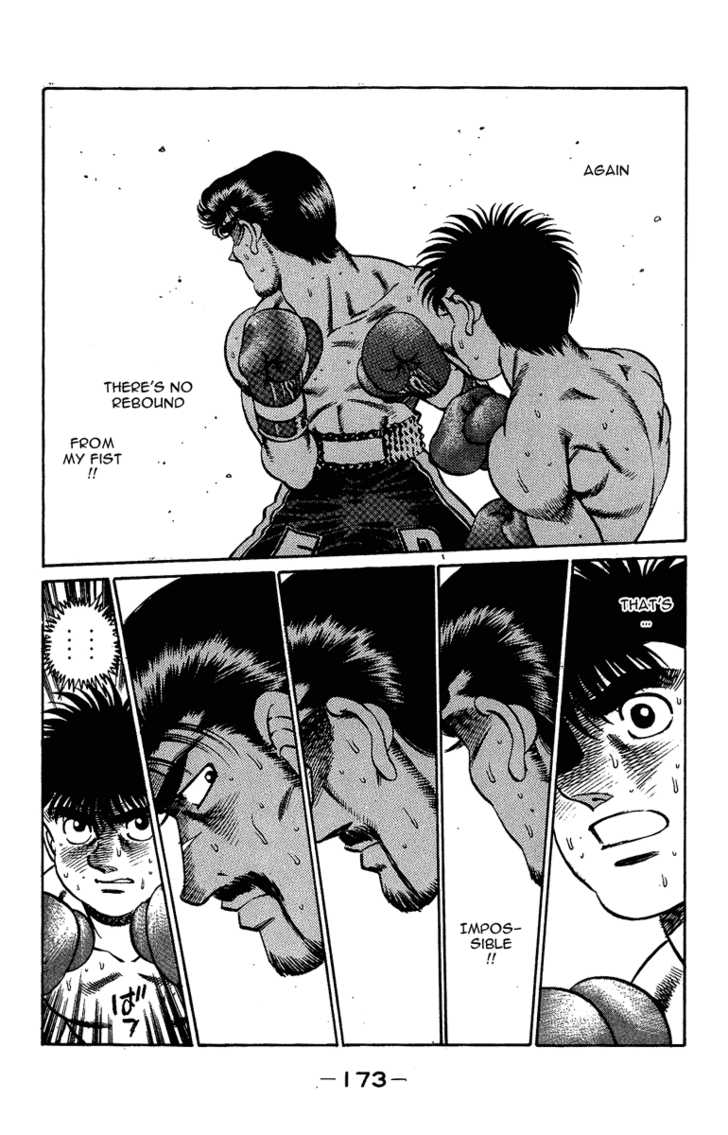 AGAIN
THERE'S NO
REBOUND
FROM
MY FIST
!!
THAT'S
...
IMPOS-
SIBLE
!!
......
ばっ
-173-